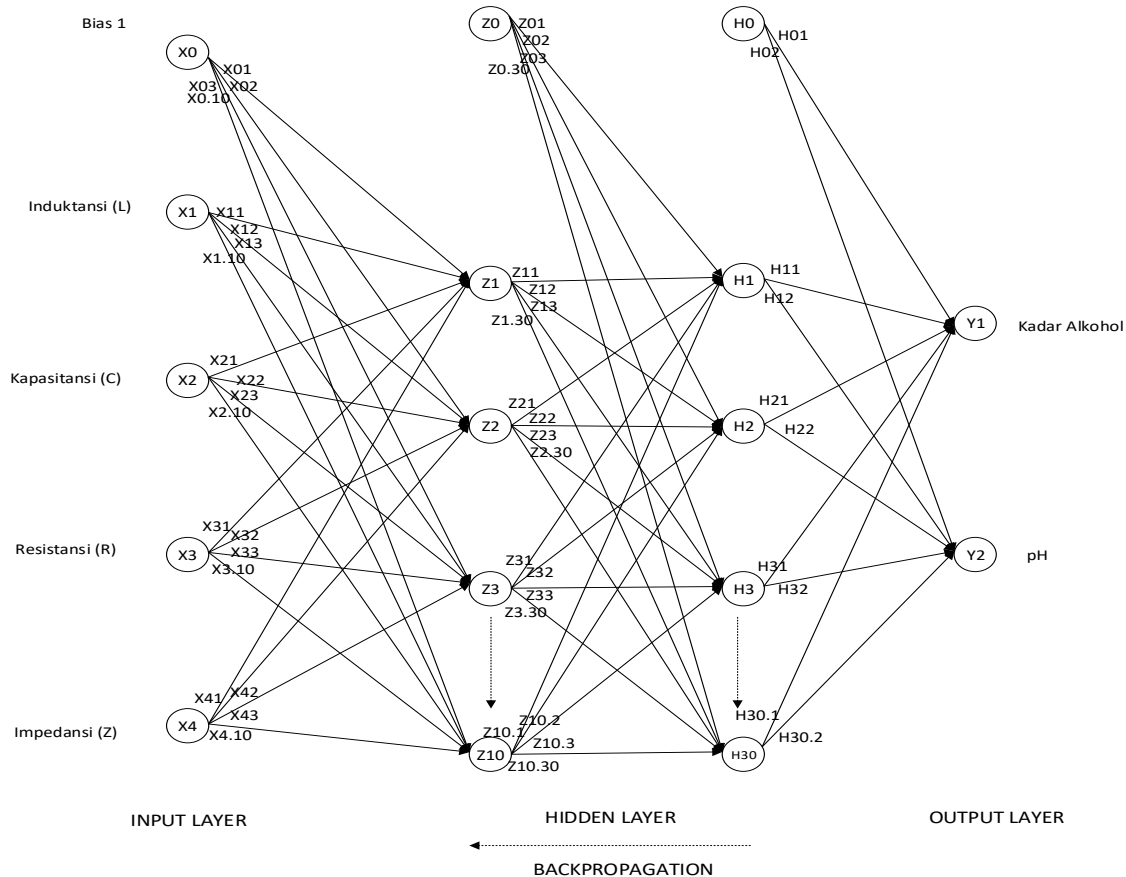 Bias 1
X0
X01
X02
X03
X0.10
Z0
Z01
Z02
Z03
Z0.30
H0
H01
H02
Induktansi (L)
X1
X11
X12
X13
X1.10
Z1
Z11
Z12
Z13
Z1.30
H1
H11
H12
Y1
Kadar Alkohol
Kapasitansi (C)
X2
X21
X22
X23
X2.10
Z2
Z21
Z22
Z23
Z2.30
H2
H21
H22
Resistansi (R)
X3
X31
X32
X33
X3.10
Z3
Z31
Z32
Z33
Z3.30
H3
H31
H32
Y2
pH
Impedansi (Z)
X4
X41
X42
X43
X4.10
Z10
Z10.1
Z10.2
Z10.3
Z10.30
H30
H30.1
H30.2
INPUT LAYER
HIDDEN LAYER
OUTPUT LAYER
BACKPROPAGATION